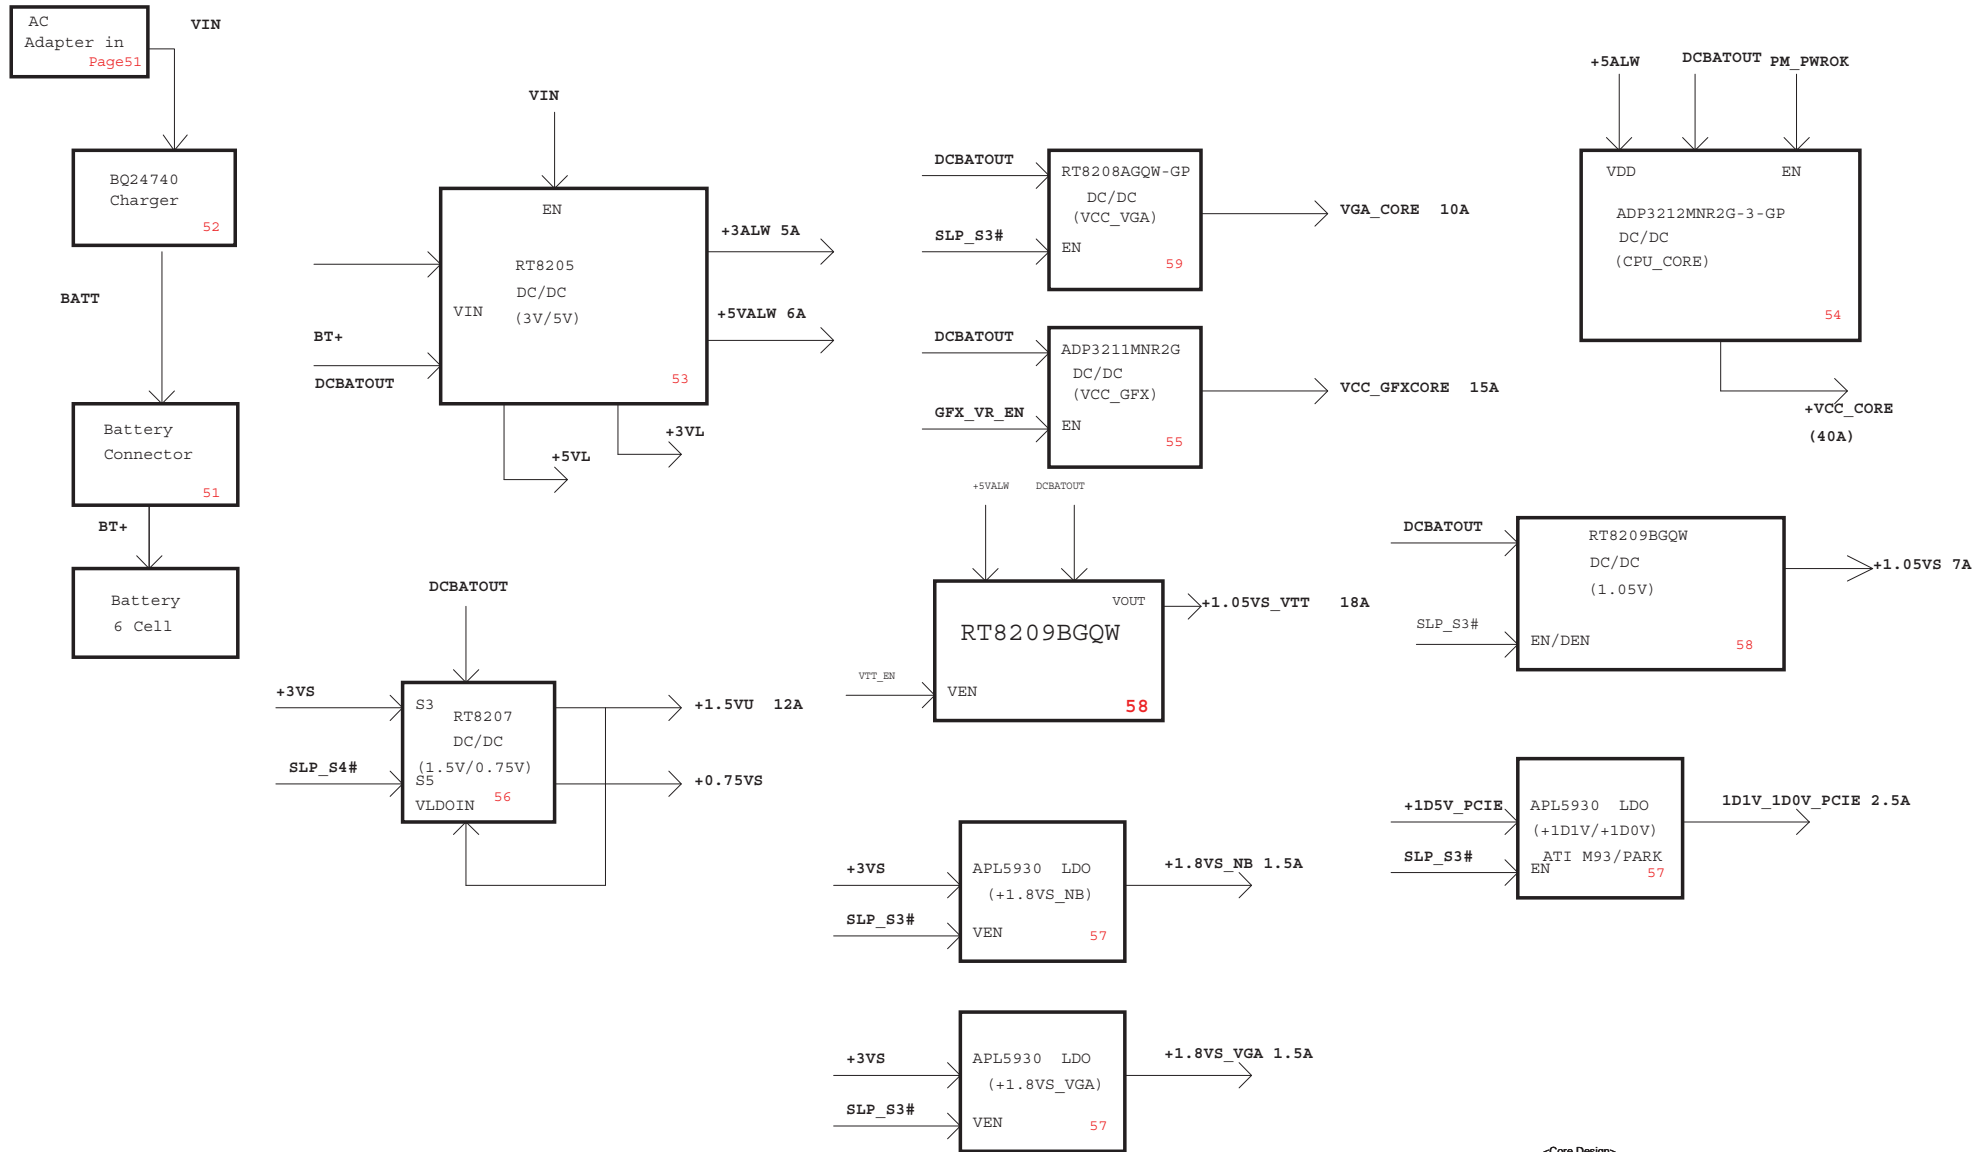 AC
Adapter in
Page51
VIN
BQ24740
Charger
52
BATT
Battery
Connector
51
BT+
Battery
6 Cell
VIN
EN
RT8205
DC/DC
(3V/5V)
VIN
53
BT+
DCBATOUT
+3ALW 5A
+5VALW 6A
+3VL
+5VL
DCBATOUT
+3VS
S3
RT8207
DC/DC
(1.5V/0.75V)
SLP_S4#
S5
56
VLDOIN
+1.5VU 12A
+0.75VS
DCBATOUT
RT8208AGQW-GP
DC/DC
(VCC_VGA)
SLP_S3#
EN
59
VGA_CORE 10A
DCBATOUT
ADP3211MNR2G
DC/DC
(VCC_GFX)
GFX_VR_EN
EN
55
VCC_GFXCORE 15A
+5VALW
DCBATOUT
VOUT
RT8209BGQW
VTT_EN
VEN
58
+1.05VS_VTT 18A
+3VS
APL5930 LDO
(+1.8VS_NB)
SLP_S3#
VEN
57
+1.8VS_NB 1.5A
+3VS
APL5930 LDO
(+1.8VS_VGA)
SLP_S3#
VEN
57
+1.8VS_VGA 1.5A
+5ALW
DCBATOUT
PM_PWROK
VDD
EN
ADP3212MNR2G-3-GP
DC/DC
(CPU_CORE)
54
+VCC_CORE
(40A)
DCBATOUT
RT8209BGQW
DC/DC
(1.05V)
SLP_S3#
EN/DEN
58
+1.05VS 7A
+1D5V_PCIE
APL5930 LDO
(+1D1V/+1D0V)
ATI M93/PARK
SLP_S3#
EN
57
1D1V_1D0V_PCIE 2.5A
<Core Design>